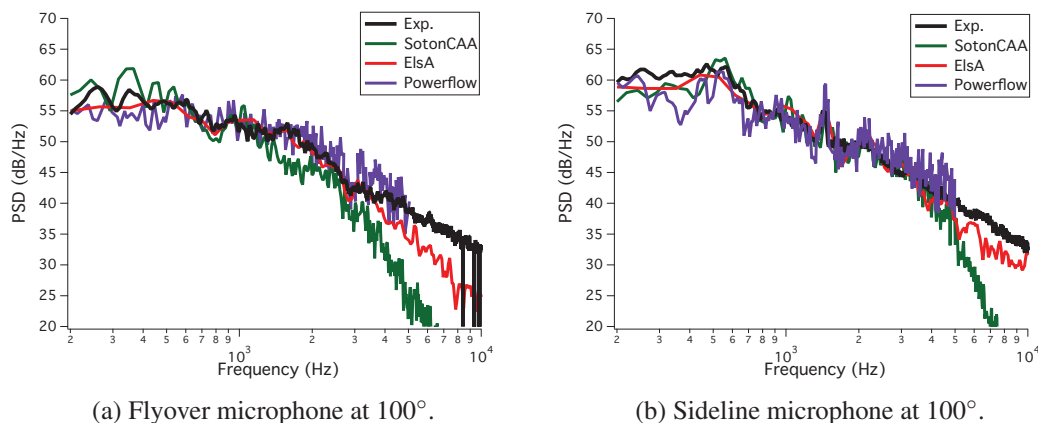 70
65
60
55
50
45
40
35
30
25
20
PSD (dB/Hz)
Exp.
SotonCAA
ElsA
Powerflow
2 3 4 5 6 7 8 9 10³ 2 3 4 5 6 7 8 9 10⁴
Frequency (Hz)
(a) Flyover microphone at 100°.
70
65
60
55
50
45
40
35
30
25
20
PSD (dB/Hz)
Exp.
SotonCAA
ElsA
Powerflow
2 3 4 5 6 7 8 9 10³ 2 3 4 5 6 7 8 9 10⁴
Frequency (Hz)
(b) Sideline microphone at 100°.